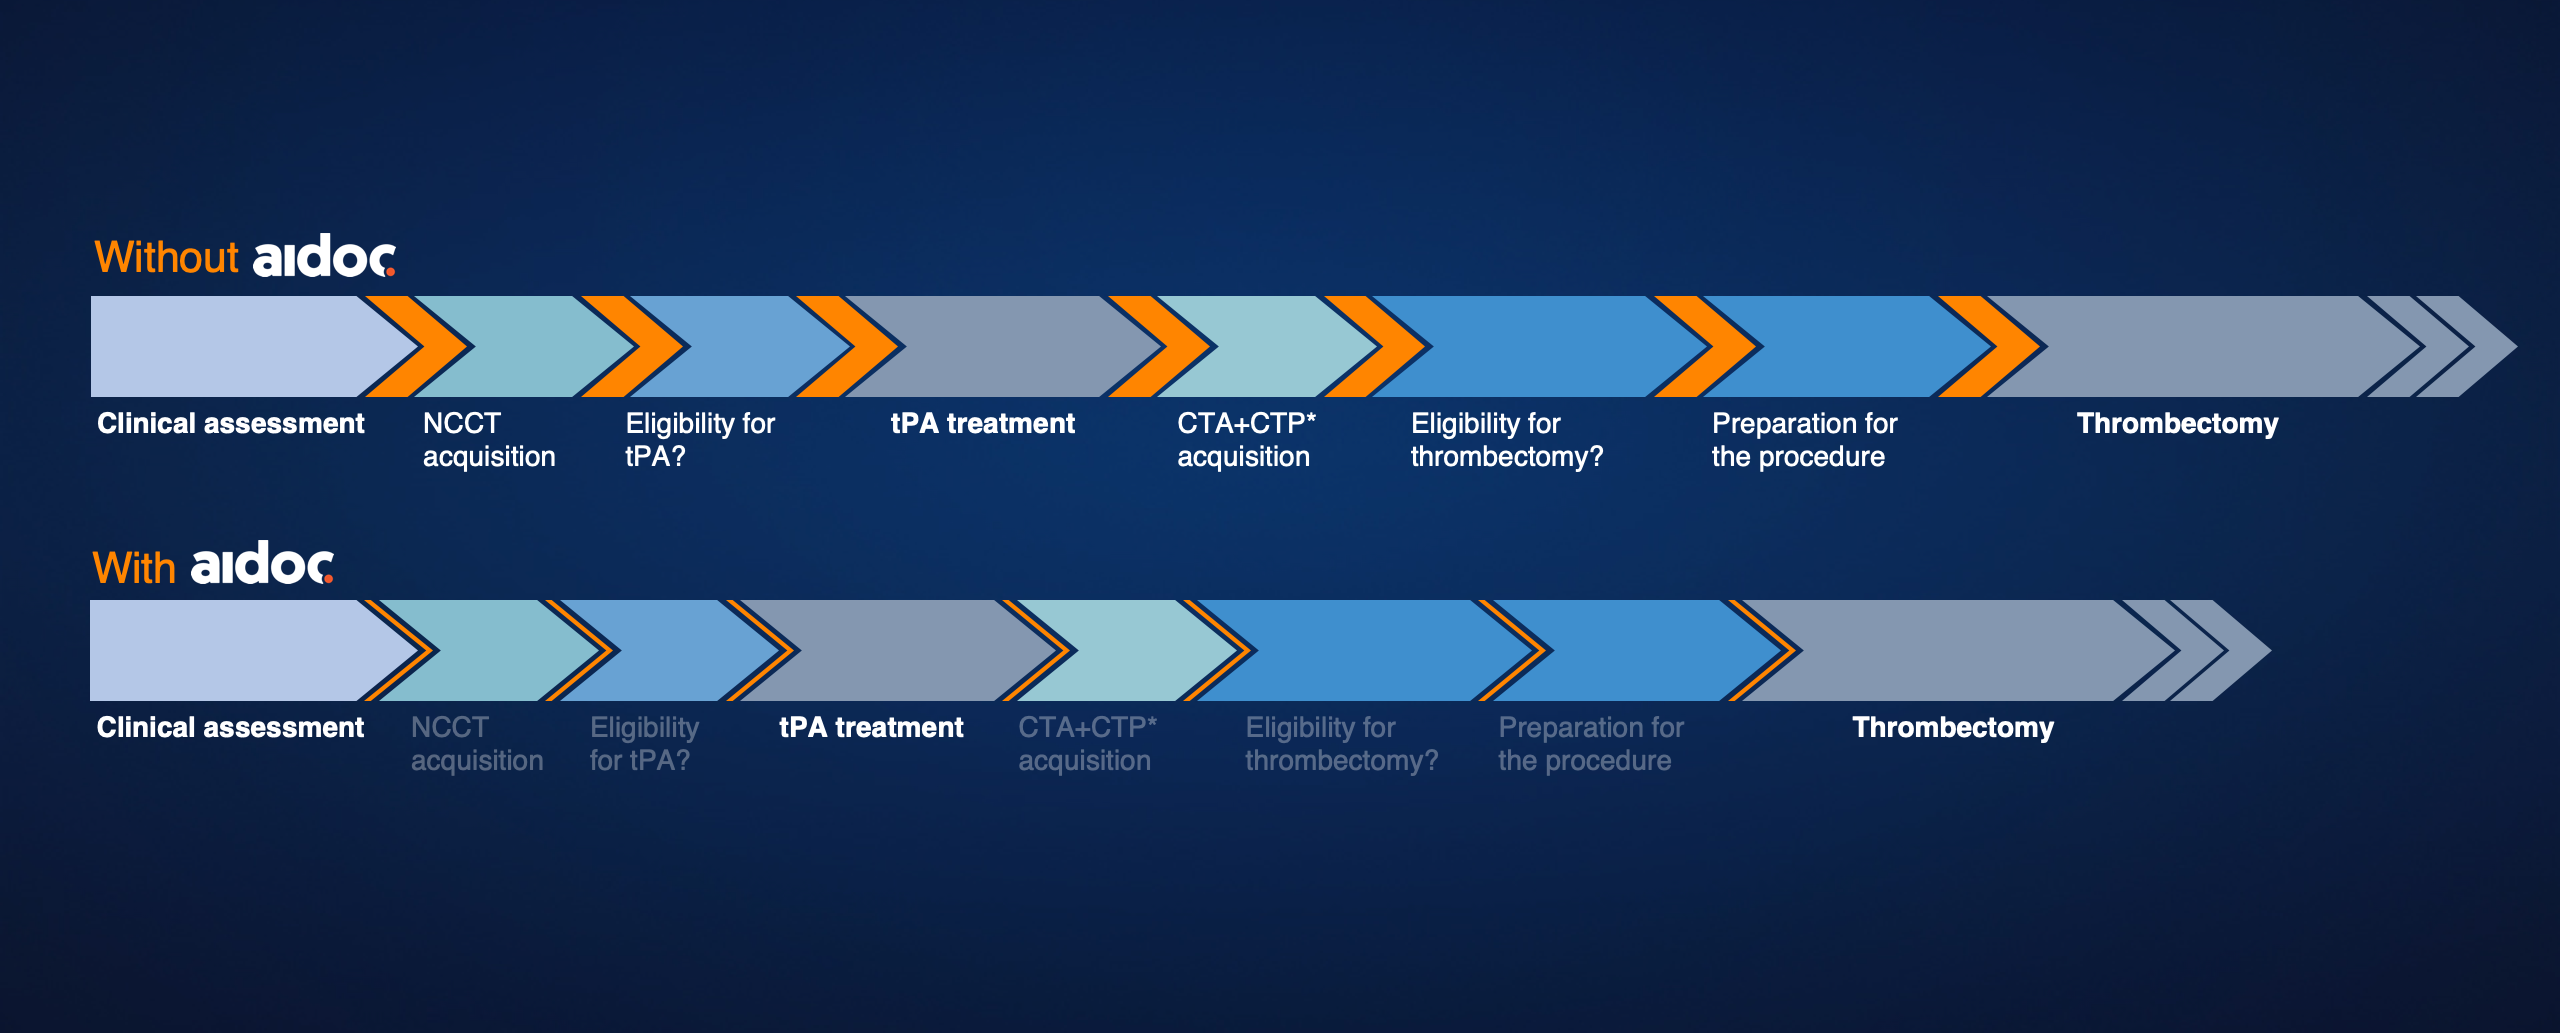 Without aidoc
Clinical assessment
NCCT
acquisition
Eligibility for
tPA?
tPA treatment
CTA+CTP*
acquisition
Eligibility for
thrombectomy?
Preparation for
the procedure
Thrombectomy
With aidoc
Clinical assessment
NCCT
acquisition
Eligibility
for tPA?
tPA treatment
CTA+CTP*
acquisition
Eligibility for
thrombectomy?
Preparation for
the procedure
Thrombectomy